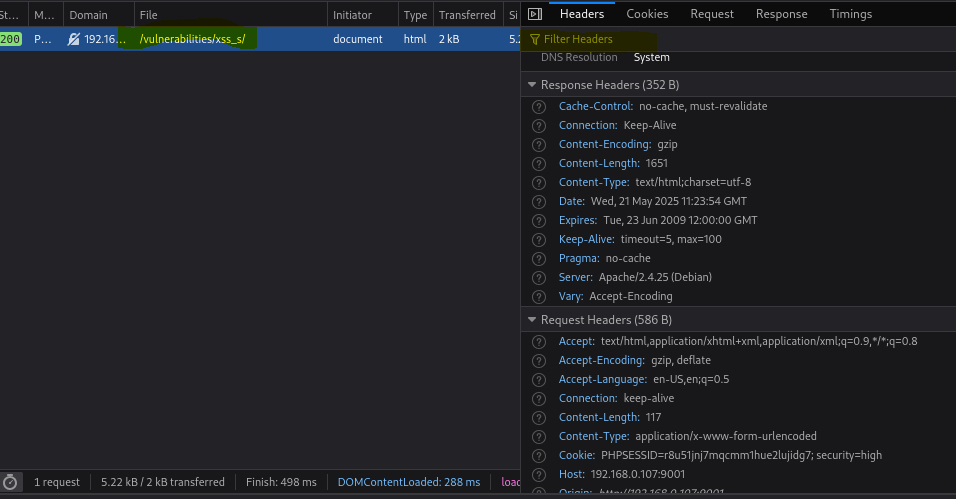 St... M... Domain File Initiator Type Transferred Si
200 P... 192.16... /vulnerabilities/xss_s/ document html 2 kB 5.2
Headers Cookies Request Response Timings
Filter Headers
DNS Resolution System
Response Headers (352 B)
Cache-Control: no-cache, must-revalidate
Connection: Keep-Alive
Content-Encoding: gzip
Content-Length: 1651
Content-Type: text/html;charset=utf-8
Date: Wed, 21 May 2025 11:23:54 GMT
Expires: Tue, 23 Jun 2009 12:00:00 GMT
Keep-Alive: timeout=5, max=100
Pragma: no-cache
Server: Apache/2.4.25 (Debian)
Vary: Accept-Encoding
Request Headers (586 B)
Accept: text/html,application/xhtml+xml,application/xml;q=0.9,*/*;q=0.8
Accept-Encoding: gzip, deflate
Accept-Language: en-US,en;q=0.5
Connection: keep-alive
Content-Length: 117
Content-Type: application/x-www-form-urlencoded
Cookie: PHPSESSID=r8u51jnj7mqcmm1hue2lujidg7; security=high
Host: 192.168.0.107:9001
Origin: http://192.168.0.107:9001
1 request 5.22 kB / 2 kB transferred Finish: 498 ms DOMContentLoaded: 288 ms load